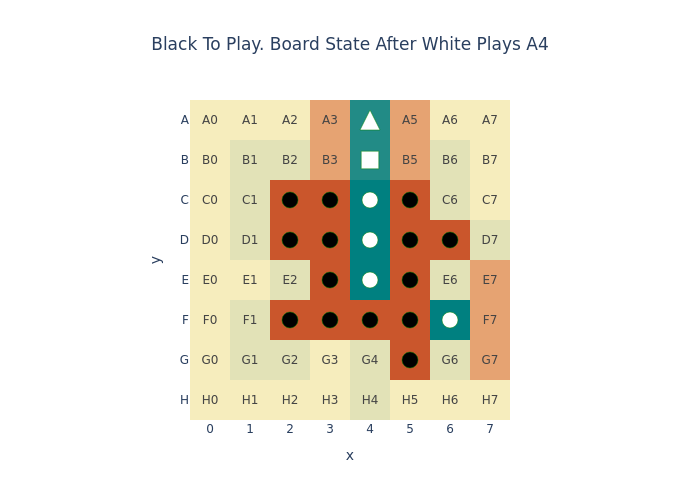 Black To Play. Board State After White Plays A4
A A0 A1 A2 A3 A5 A6 A7
B B0 B1 B2 B3 B5 B6 B7
C C0 C1 C6 C7
D D0 D1 D7
y
E E0 E1 E2 E6 E7
F F0 F1 F7
G G0 G1 G2 G3 G4 G6 G7
H H0 H1 H2 H3 H4 H5 H6 H7
0 1 2 3 4 5 6 7
x